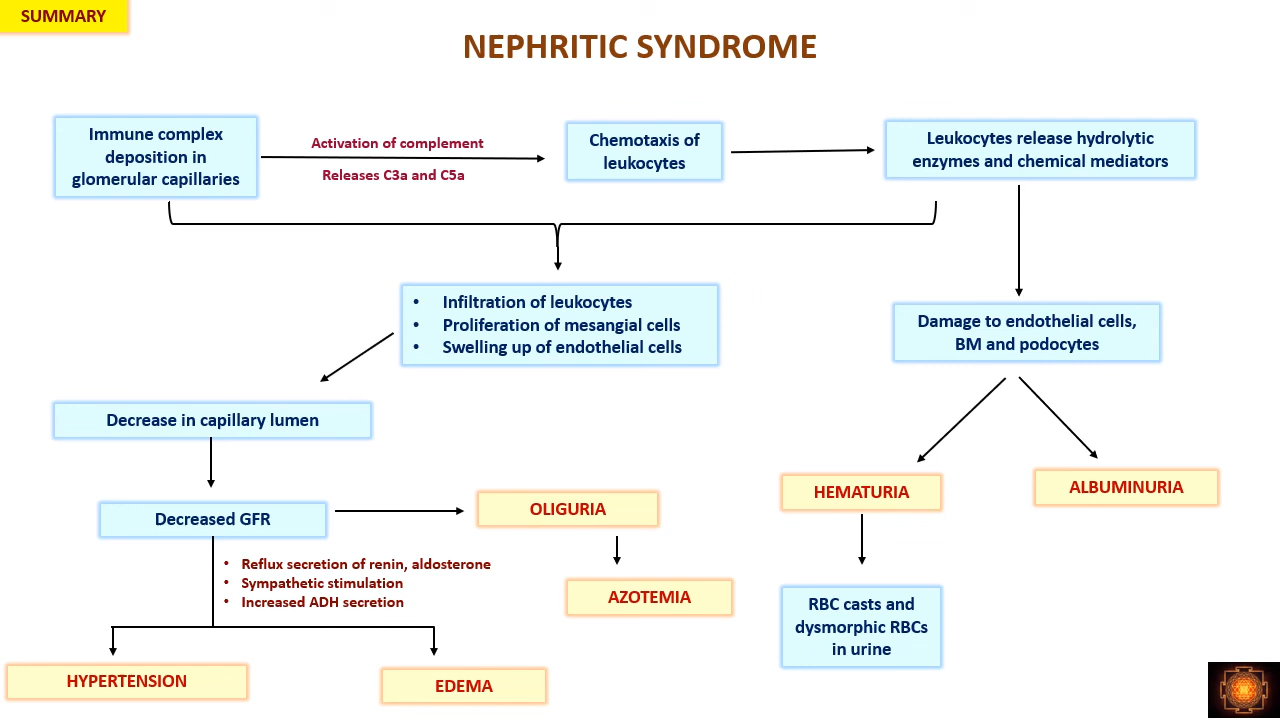 SUMMARY
NEPHRITIC SYNDROME
Immune complex
deposition in
glomerular capillaries
Activation of complement
Releases C3a and C5a
Chemotaxis of
leukocytes
Leukocytes release hydrolytic
enzymes and chemical mediators
• Infiltration of leukocytes
• Proliferation of mesangial cells
• Swelling up of endothelial cells
Damage to endothelial cells,
BM and podocytes
Decrease in capillary lumen
Decreased GFR
OLIGURIA
AZOTEMIA
• Reflux secretion of renin, aldosterone
• Sympathetic stimulation
• Increased ADH secretion
HYPERTENSION
EDEMA
HEMATURIA
ALBUMINURIA
RBC casts and
dysmorphic RBCs
in urine